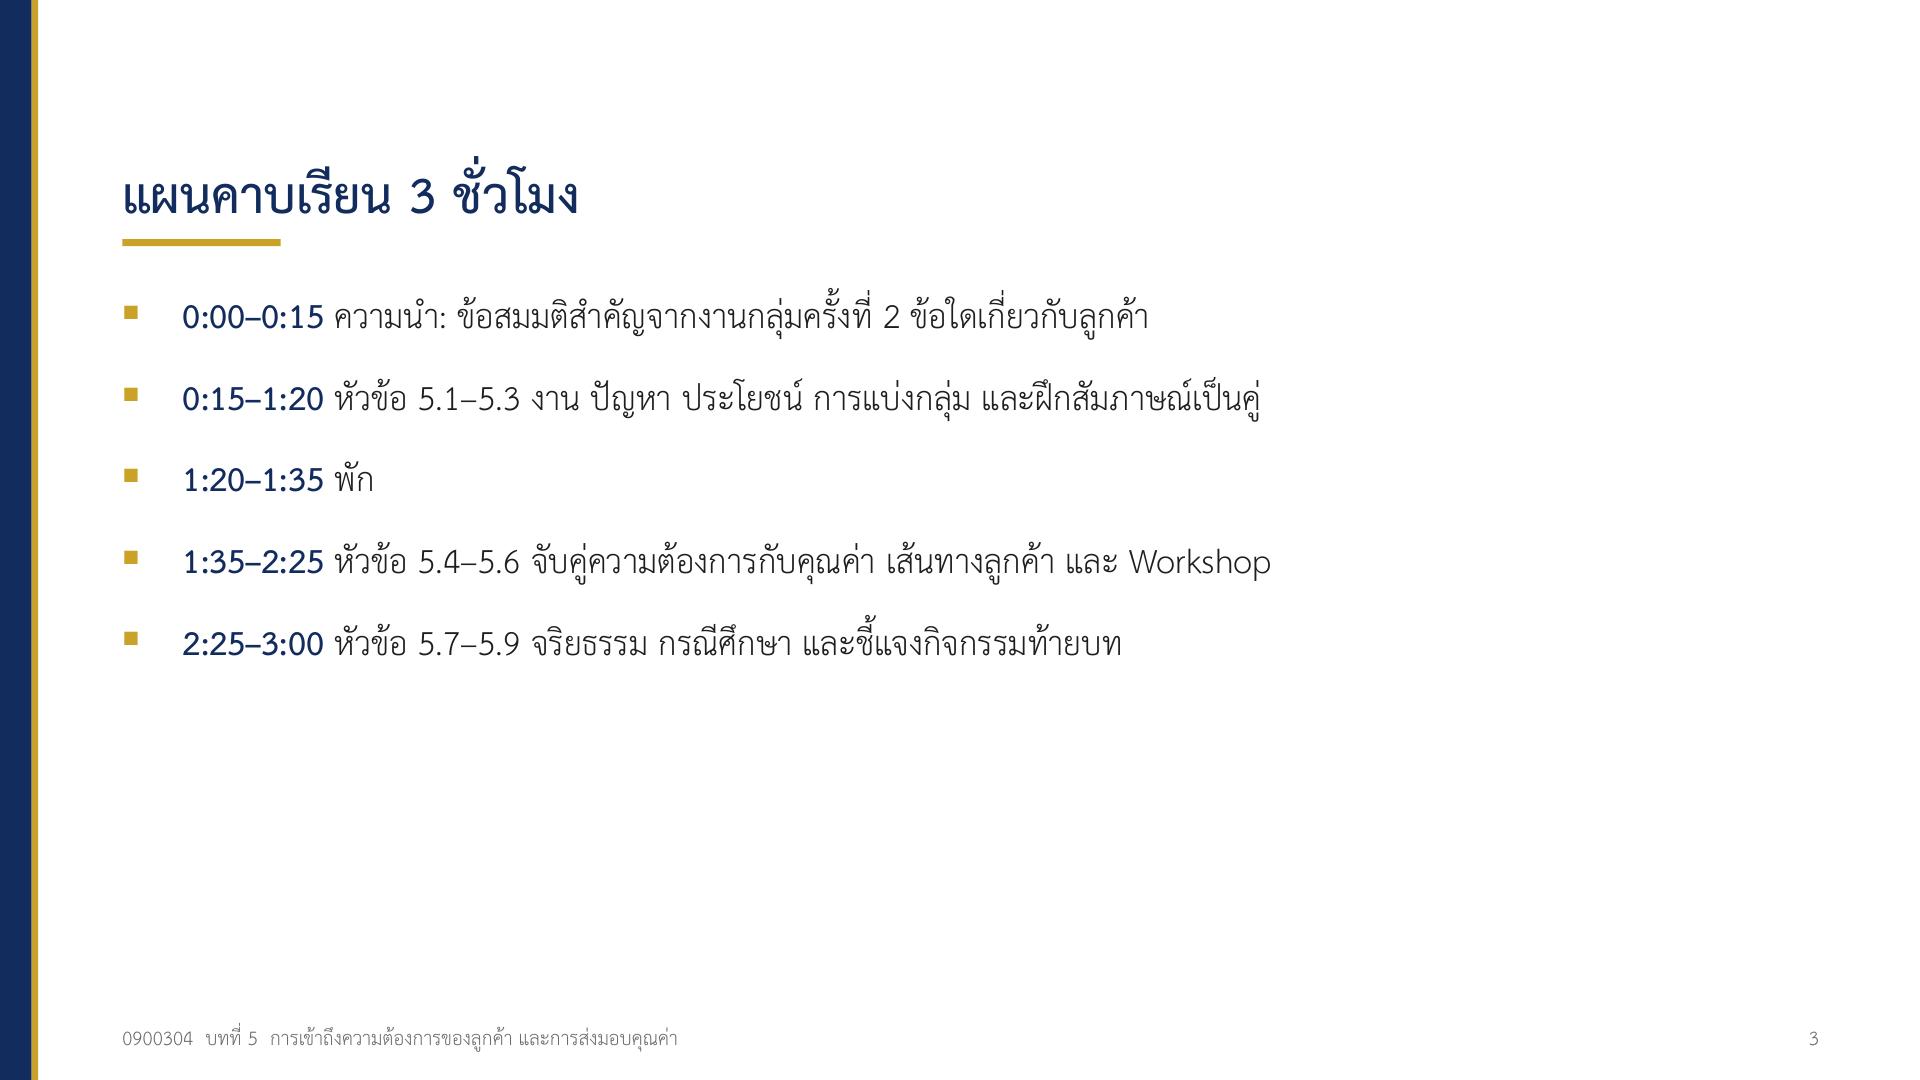 แผนคาบเรียน 3 ชั่วโมง
0:00–0:15 ความนำ: ข้อสมมติสำคัญจากงานกลุ่มครั้งที่ 2 ข้อใดเกี่ยวกับลูกค้า
0:15–1:20 หัวข้อ 5.1–5.3 งาน ปัญหา ประโยชน์ การแบ่งกลุ่ม และฝึกสัมภาษณ์เป็นคู่
1:20–1:35 พัก
1:35–2:25 หัวข้อ 5.4–5.6 จับคู่ความต้องการกับคุณค่า เส้นทางลูกค้า และ Workshop
2:25–3:00 หัวข้อ 5.7–5.9 จริยธรรม กรณีศึกษา และชี้แจงกิจกรรมท้ายบท
0900304 บทที่ 5 การเข้าถึงความต้องการของลูกค้า และการส่งมอบคุณค่า
3